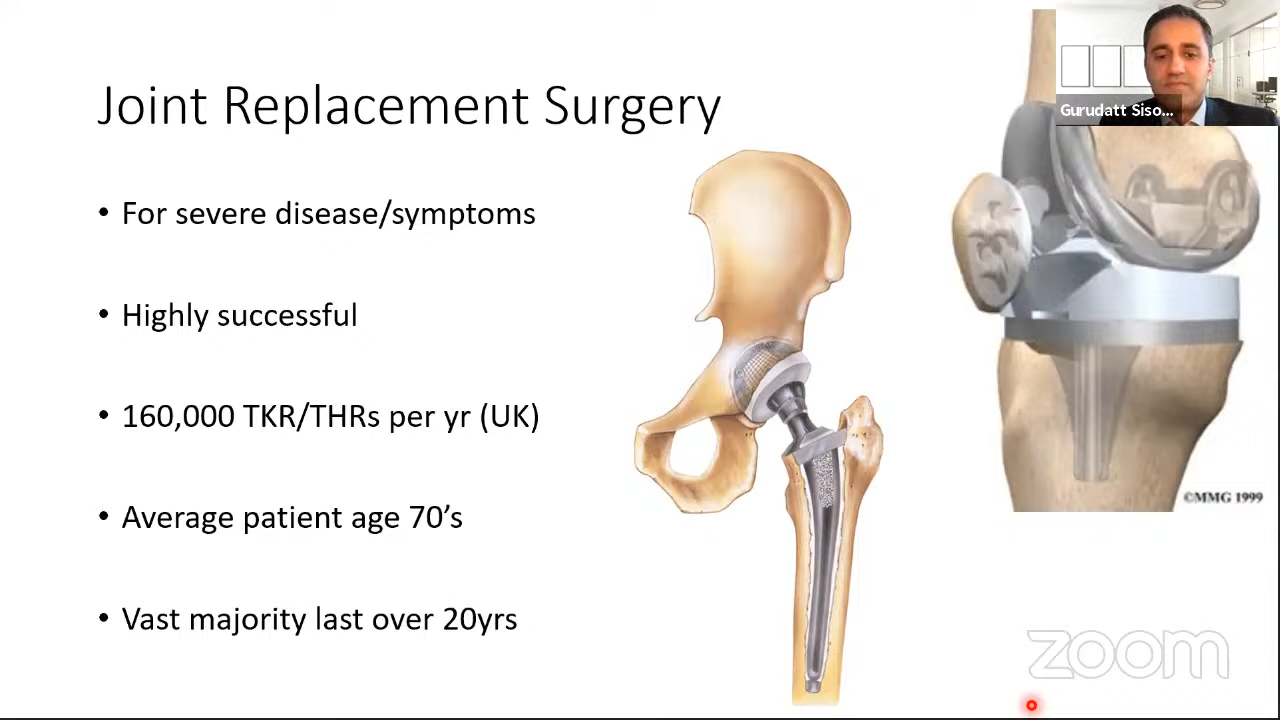 Joint Replacement Surgery
• For severe disease/symptoms
• Highly successful
• 160,000 TKR/THRs per yr (UK)
• Average patient age 70’s
• Vast majority last over 20yrs
Gurudatt Siso...
©MMG 1999
zoom